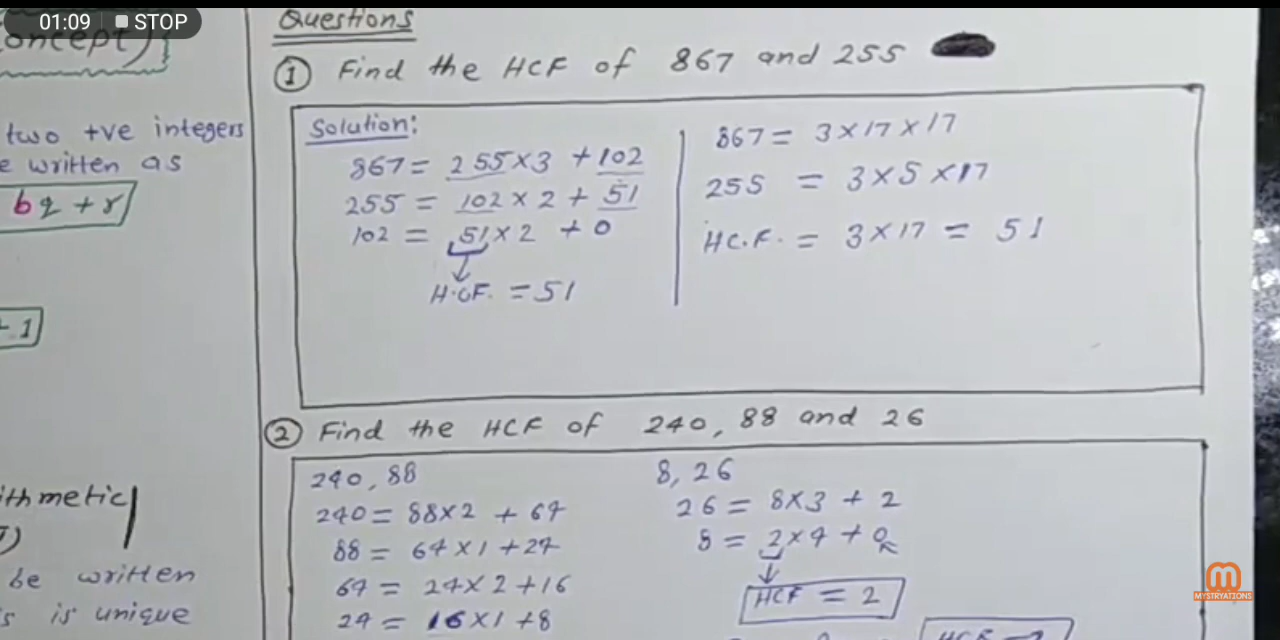 01:09 STOP
oncept)
two +ve integers
e written as
bq + r
+ 1
ithmetic
be written
s is unique
Questions
① Find the HCF of 867 and 255
Solution:
867 = 255×3 + 102
255 = 102 × 2 + 51
102 = 51×2 + 0
H.C.F. = 51
867 = 3×17×17
255 = 3×5×17
H.C.F. = 3×17 = 51
② Find the HCF of 240, 88 and 26
240, 88
240 = 88×2 + 64
88 = 64×1 + 24
64 = 24×2 + 16
24 = 16×1 + 8
8, 26
26 = 8×3 + 2
8 = 2×4 + 0
HCF = 2
MYSTRYATIONS